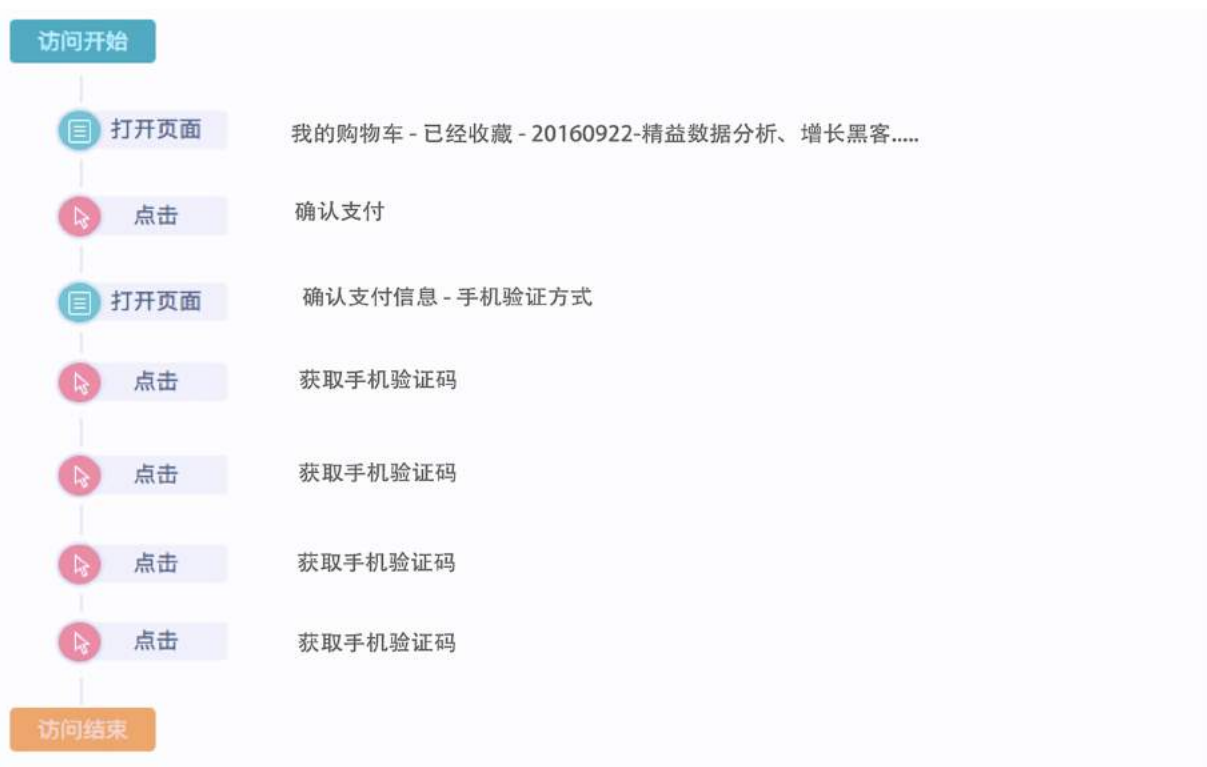 访问开始
打开页面 我的购物车 - 已经收藏 - 20160922-精益数据分析、增长黑客.....
点击 确认支付
打开页面 确认支付信息 - 手机验证方式
点击 获取手机验证码
点击 获取手机验证码
点击 获取手机验证码
点击 获取手机验证码
访问结束